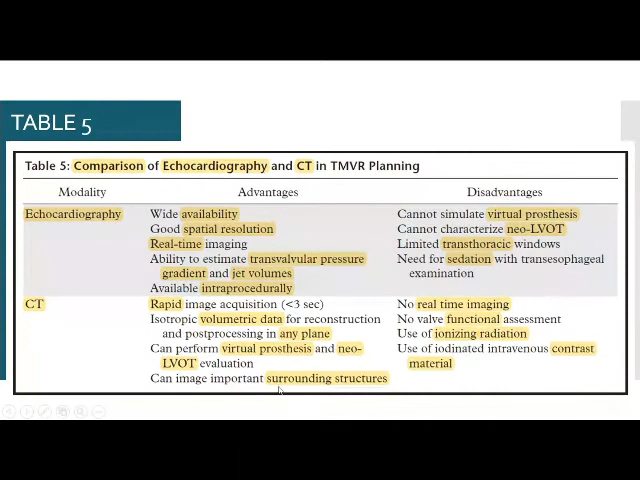 TABLE 5
Table 5: Comparison of Echocardiography and CT in TMVR Planning
Modality Advantages Disadvantages
Echocardiography Wide availability Cannot simulate virtual prosthesis
Good spatial resolution Cannot characterize neo-LVOT
Real-time imaging Limited transthoracic windows
Ability to estimate transvalvular pressure Need for sedation with transesophageal
gradient and jet volumes examination
Available intraprocedurally
CT Rapid image acquisition (<3 sec) No real time imaging
Isotropic volumetric data for reconstruction No valve functional assessment
and postprocessing in any plane Use of ionizing radiation
Can perform virtual prosthesis and neo- Use of iodinated intravenous contrast
LVOT evaluation material
Can image important surrounding structures